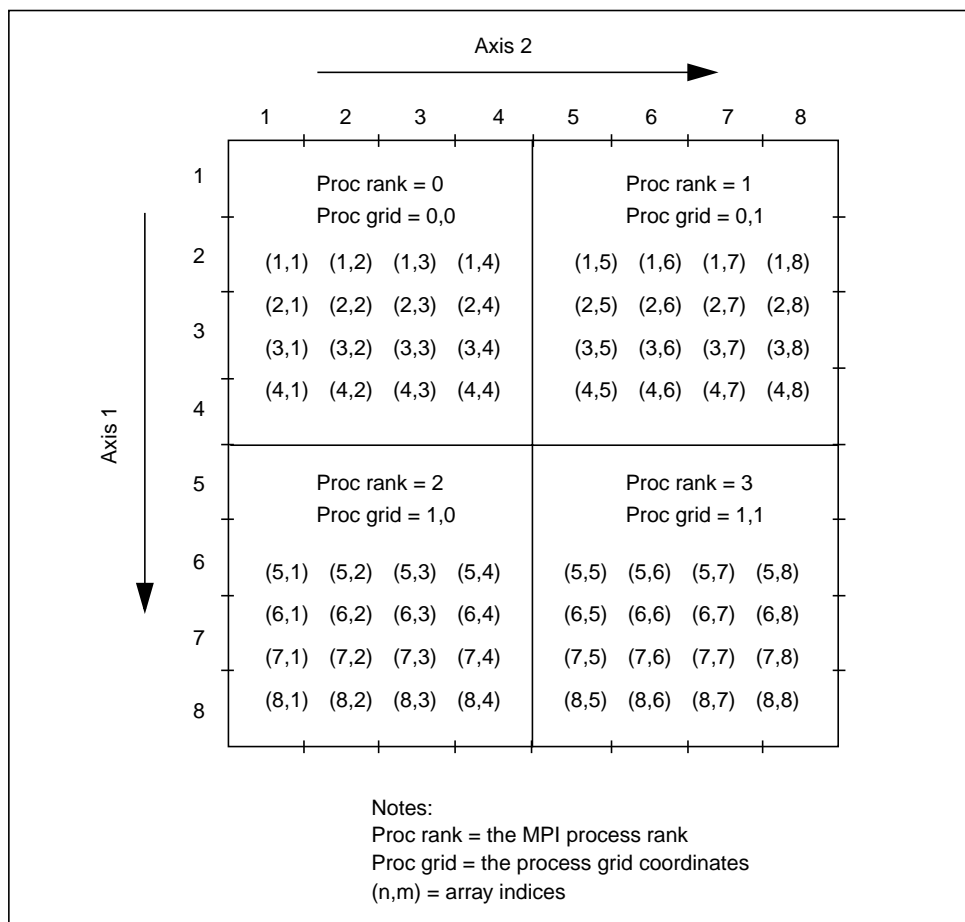 Axis 2
1 2 3 4 5 6 7 8
1
Proc rank = 0 Proc rank = 1
Proc grid = 0,0 Proc grid = 0,1
2
(1,1) (1,2) (1,3) (1,4) (1,5) (1,6) (1,7) (1,8)
(2,1) (2,2) (2,3) (2,4) (2,5) (2,6) (2,7) (2,8)
3
(3,1) (3,2) (3,3) (3,4) (3,5) (3,6) (3,7) (3,8)
(4,1) (4,2) (4,3) (4,4) (4,5) (4,6) (4,7) (4,8)
4
Axis 1
5
Proc rank = 2 Proc rank = 3
Proc grid = 1,0 Proc grid = 1,1
6
(5,1) (5,2) (5,3) (5,4) (5,5) (5,6) (5,7) (5,8)
(6,1) (6,2) (6,3) (6,4) (6,5) (6,6) (6,7) (6,8)
7
(7,1) (7,2) (7,3) (7,4) (7,5) (7,6) (7,7) (7,8)
(8,1) (8,2) (8,3) (8,4) (8,5) (8,6) (8,7) (8,8)
8
Notes:
Proc rank = the MPI process rank
Proc grid = the process grid coordinates
(n,m) = array indices